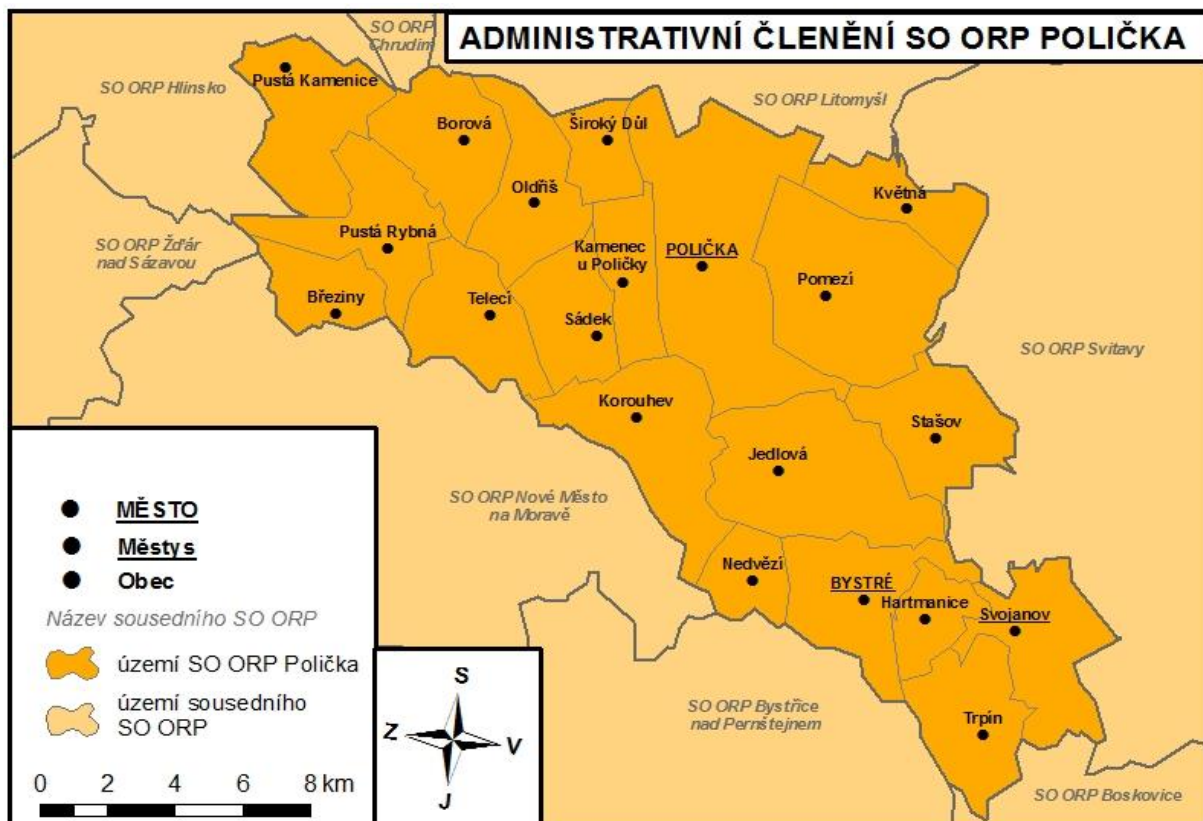 ADMINISTRATIVNÍ ČLENĚNÍ SO ORP POLIČKA
SO ORP
Chrudim
SO ORP Hlinsko
SO ORP Litomyšl
Pustá Kamenice
Borová
Široký Důl
Oldřiš
Květná
Pustá Rybná
Kamenec
u Poličky
POLIČKA
SO ORP Žďár
nad Sázavou
Pomezí
Březiny
Telecí
Sádek
SO ORP Svitavy
Korouhev
Stašov
Jedlová
SO ORP Nové Město
na Moravě
Nedvězí
BYSTRÉ
Hartmanice
Svojanov
SO ORP Bystřice
nad Pernštejnem
Trpín
SO ORP Boskovice
MĚSTO
Městys
Obec
Název sousedního SO ORP
území SO ORP Polička
území sousedního
SO ORP
0 2 4 6 8 km
S
Z
V
J